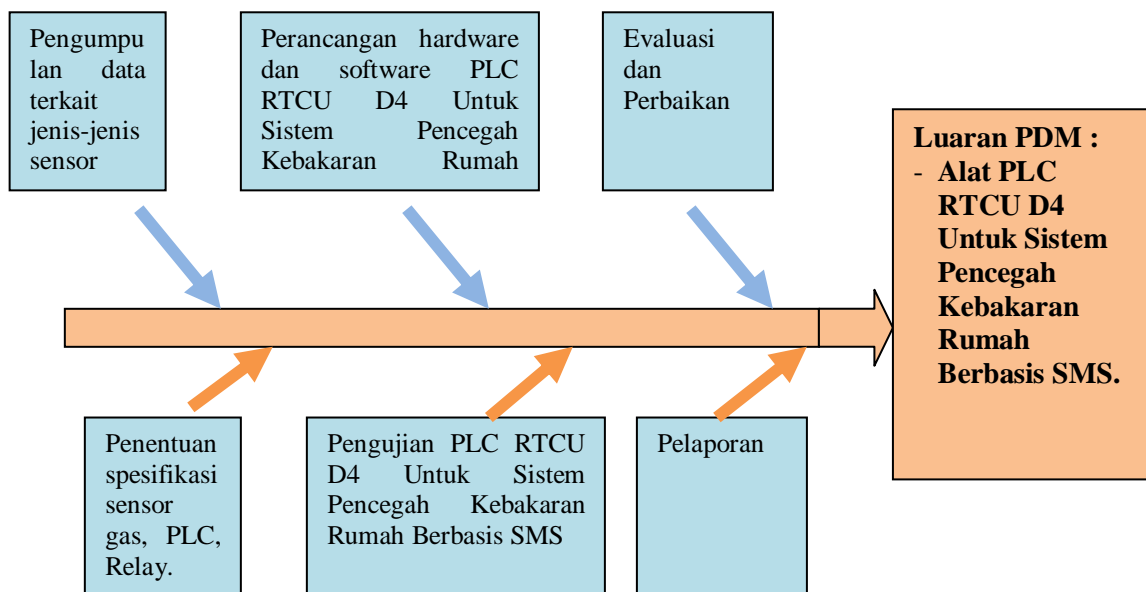 Pengumpu
lan data
terkait
jenis-jenis
sensor
Perancangan hardware
dan software PLC
RTCU D4 Untuk
Sistem Pencegah
Kebakaran Rumah
Evaluasi
dan
Perbaikan
Luaran PDM :
- Alat PLC
RTCU D4
Untuk Sistem
Pencegah
Kebakaran
Rumah
Berbasis SMS.
Penentuan
spesifikasi
sensor
gas, PLC,
Relay.
Pengujian PLC RTCU
D4 Untuk Sistem
Pencegah Kebakaran
Rumah Berbasis SMS
Pelaporan